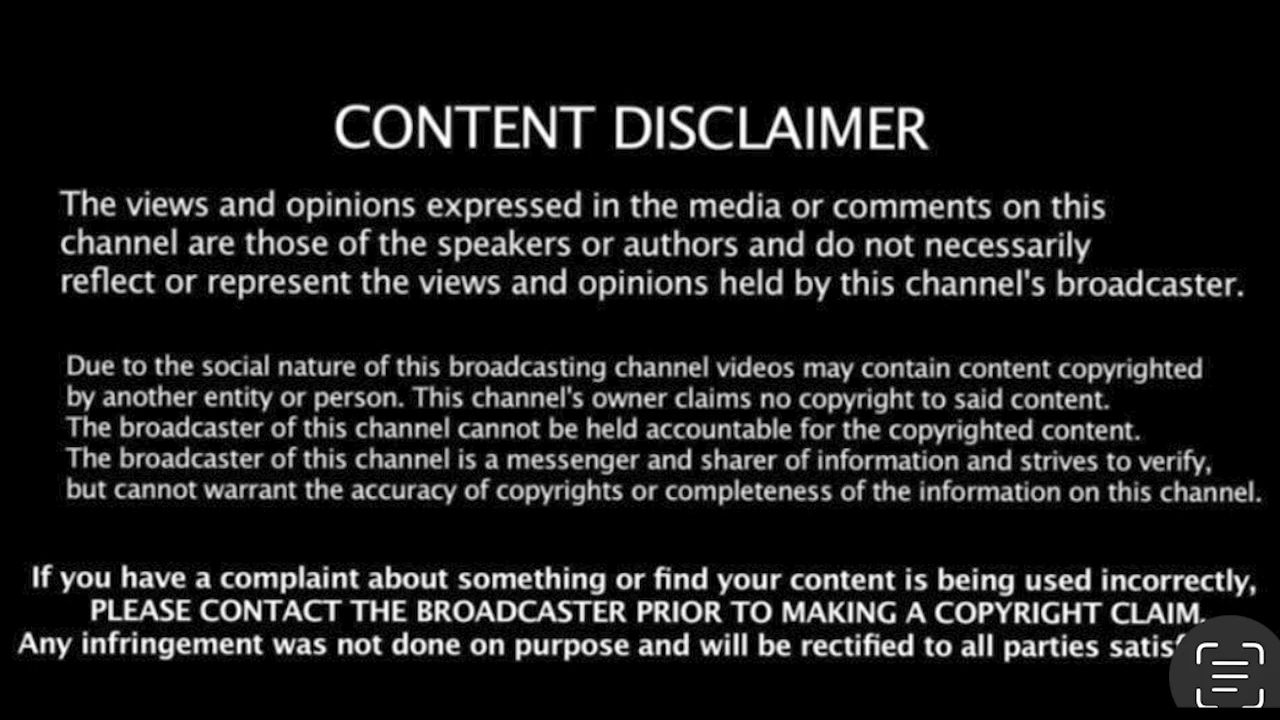 CONTENT DISCLAIMER
The views and opinions expressed in the media or comments on this
channel are those of the speakers or authors and do not necessarily
reflect or represent the views and opinions held by this channel's broadcaster.
Due to the social nature of this broadcasting channel videos may contain content copyrighted
by another entity or person. This channel's owner claims no copyright to said content.
The broadcaster of this channel cannot be held accountable for the copyrighted content.
The broadcaster of this channel is a messenger and sharer of information and strives to verify,
but cannot warrant the accuracy of copyrights or completeness of the information on this channel.
If you have a complaint about something or find your content is being used incorrectly,
PLEASE CONTACT THE BROADCASTER PRIOR TO MAKING A COPYRIGHT CLAIM.
Any infringement was not done on purpose and will be rectified to all parties